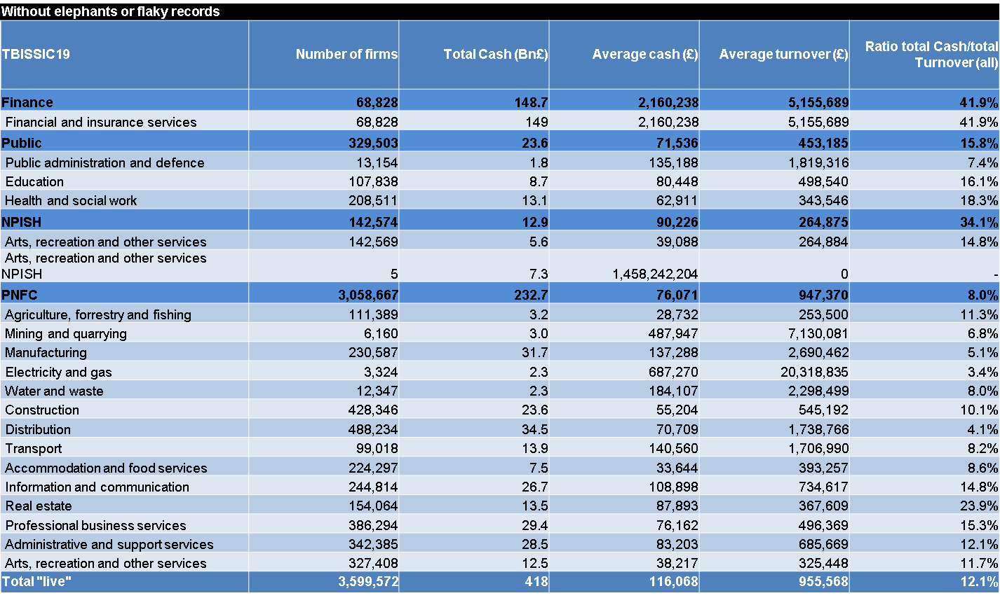 Without elephants or flaky records
TBISSIC19 Number of firms Total Cash (Bn£) Average cash (£) Average turnover (£) Ratio total Cash/total
Turnover (all)
Finance 68,828 148.7 2,160,238 5,155,689 41.9%
Financial and insurance services 68,828 149 2,160,238 5,155,689 41.9%
Public 329,503 23.6 71,536 453,185 15.8%
Public administration and defence 13,154 1.8 135,188 1,819,316 7.4%
Education 107,838 8.7 80,448 498,540 16.1%
Health and social work 208,511 13.1 62,911 343,546 18.3%
NPISH 142,574 12.9 90,226 264,875 34.1%
Arts, recreation and other services 142,569 5.6 39,088 264,884 14.8%
Arts, recreation and other services
NPISH 5 7.3 1,458,242,204 0 -
PNFC 3,058,667 232.7 76,071 947,370 8.0%
Agriculture, forrestry and fishing 111,389 3.2 28,732 253,500 11.3%
Mining and quarrying 6,160 3.0 487,947 7,130,081 6.8%
Manufacturing 230,587 31.7 137,288 2,690,462 5.1%
Electricity and gas 3,324 2.3 687,270 20,318,835 3.4%
Water and waste 12,347 2.3 184,107 2,298,499 8.0%
Construction 428,346 23.6 55,204 545,192 10.1%
Distribution 488,234 34.5 70,709 1,738,766 4.1%
Transport 99,018 13.9 140,560 1,706,990 8.2%
Accommodation and food services 224,297 7.5 33,644 393,257 8.6%
Information and communication 244,814 26.7 108,898 734,617 14.8%
Real estate 154,064 13.5 87,893 367,609 23.9%
Professional business services 386,294 29.4 76,162 496,369 15.3%
Administrative and support services 342,385 28.5 83,203 685,669 12.1%
Arts, recreation and other services 327,408 12.5 38,217 325,448 11.7%
Total "live" 3,599,572 418 116,068 955,568 12.1%